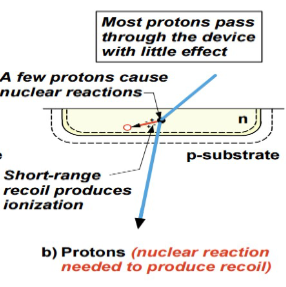 Most protons pass
through the device
with little effect
A few protons cause
nuclear reactions
n
e
p-substrate
Short-range
recoil produces
ionization
b) Protons (nuclear reaction
needed to produce recoil)